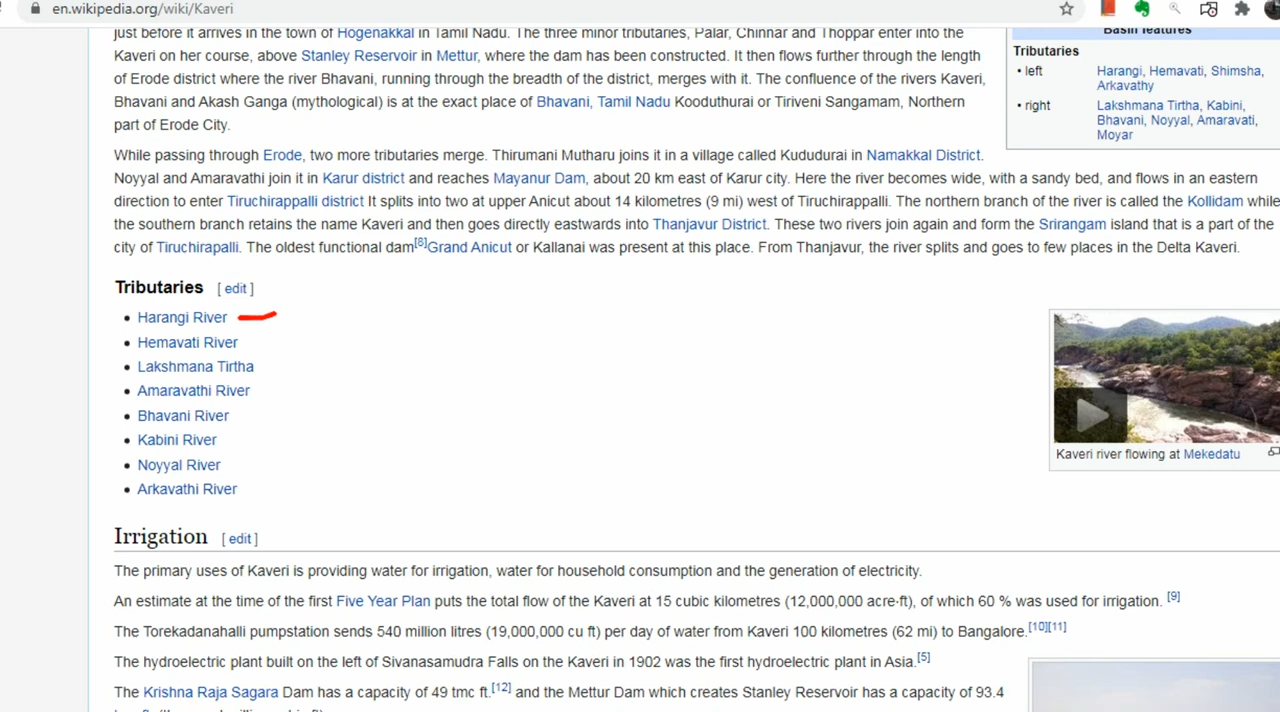 en.wikipedia.org/wiki/Kaveri
just before it arrives in the town of Hogenakkal in Tamil Nadu. The three minor tributaries, Palar, Chinnar and Thoppar enter into the
Kaveri on her course, above Stanley Reservoir in Mettur, where the dam has been constructed. It then flows further through the length
of Erode district where the river Bhavani, running through the breadth of the district, merges with it. The confluence of the rivers Kaveri,
Bhavani and Akash Ganga (mythological) is at the exact place of Bhavani, Tamil Nadu Kooduthurai or Tiriveni Sangamam, Northern
part of Erode City.
Basin features
Tributaries
• left Harangi, Hemavati, Shimsha,
Arkavathy
• right Lakshmana Tirtha, Kabini,
Bhavani, Noyyal, Amaravati,
Moyar
While passing through Erode, two more tributaries merge. Thirumani Mutharu joins it in a village called Kududurai in Namakkal District.
Noyyal and Amaravathi join it in Karur district and reaches Mayanur Dam, about 20 km east of Karur city. Here the river becomes wide, with a sandy bed, and flows in an eastern
direction to enter Tiruchirappalli district It splits into two at upper Anicut about 14 kilometres (9 mi) west of Tiruchirappalli. The northern branch of the river is called the Kollidam while
the southern branch retains the name Kaveri and then goes directly eastwards into Thanjavur District. These two rivers join again and form the Srirangam island that is a part of the
city of Tiruchirapalli. The oldest functional dam[8]Grand Anicut or Kallanai was present at this place. From Thanjavur, the river splits and goes to few places in the Delta Kaveri.
Tributaries [ edit ]
• Harangi River
• Hemavati River
• Lakshmana Tirtha
• Amaravathi River
• Bhavani River
• Kabini River
• Noyyal River
• Arkavathi River
Kaveri river flowing at Mekedatu
Irrigation [ edit ]
The primary uses of Kaveri is providing water for irrigation, water for household consumption and the generation of electricity.
An estimate at the time of the first Five Year Plan puts the total flow of the Kaveri at 15 cubic kilometres (12,000,000 acre-ft), of which 60 % was used for irrigation. [9]
The Torekadanahalli pumpstation sends 540 million litres (19,000,000 cu ft) per day of water from Kaveri 100 kilometres (62 mi) to Bangalore.[10][11]
The hydroelectric plant built on the left of Sivanasamudra Falls on the Kaveri in 1902 was the first hydroelectric plant in Asia.[5]
The Krishna Raja Sagara Dam has a capacity of 49 tmc ft.[12] and the Mettur Dam which creates Stanley Reservoir has a capacity of 93.4